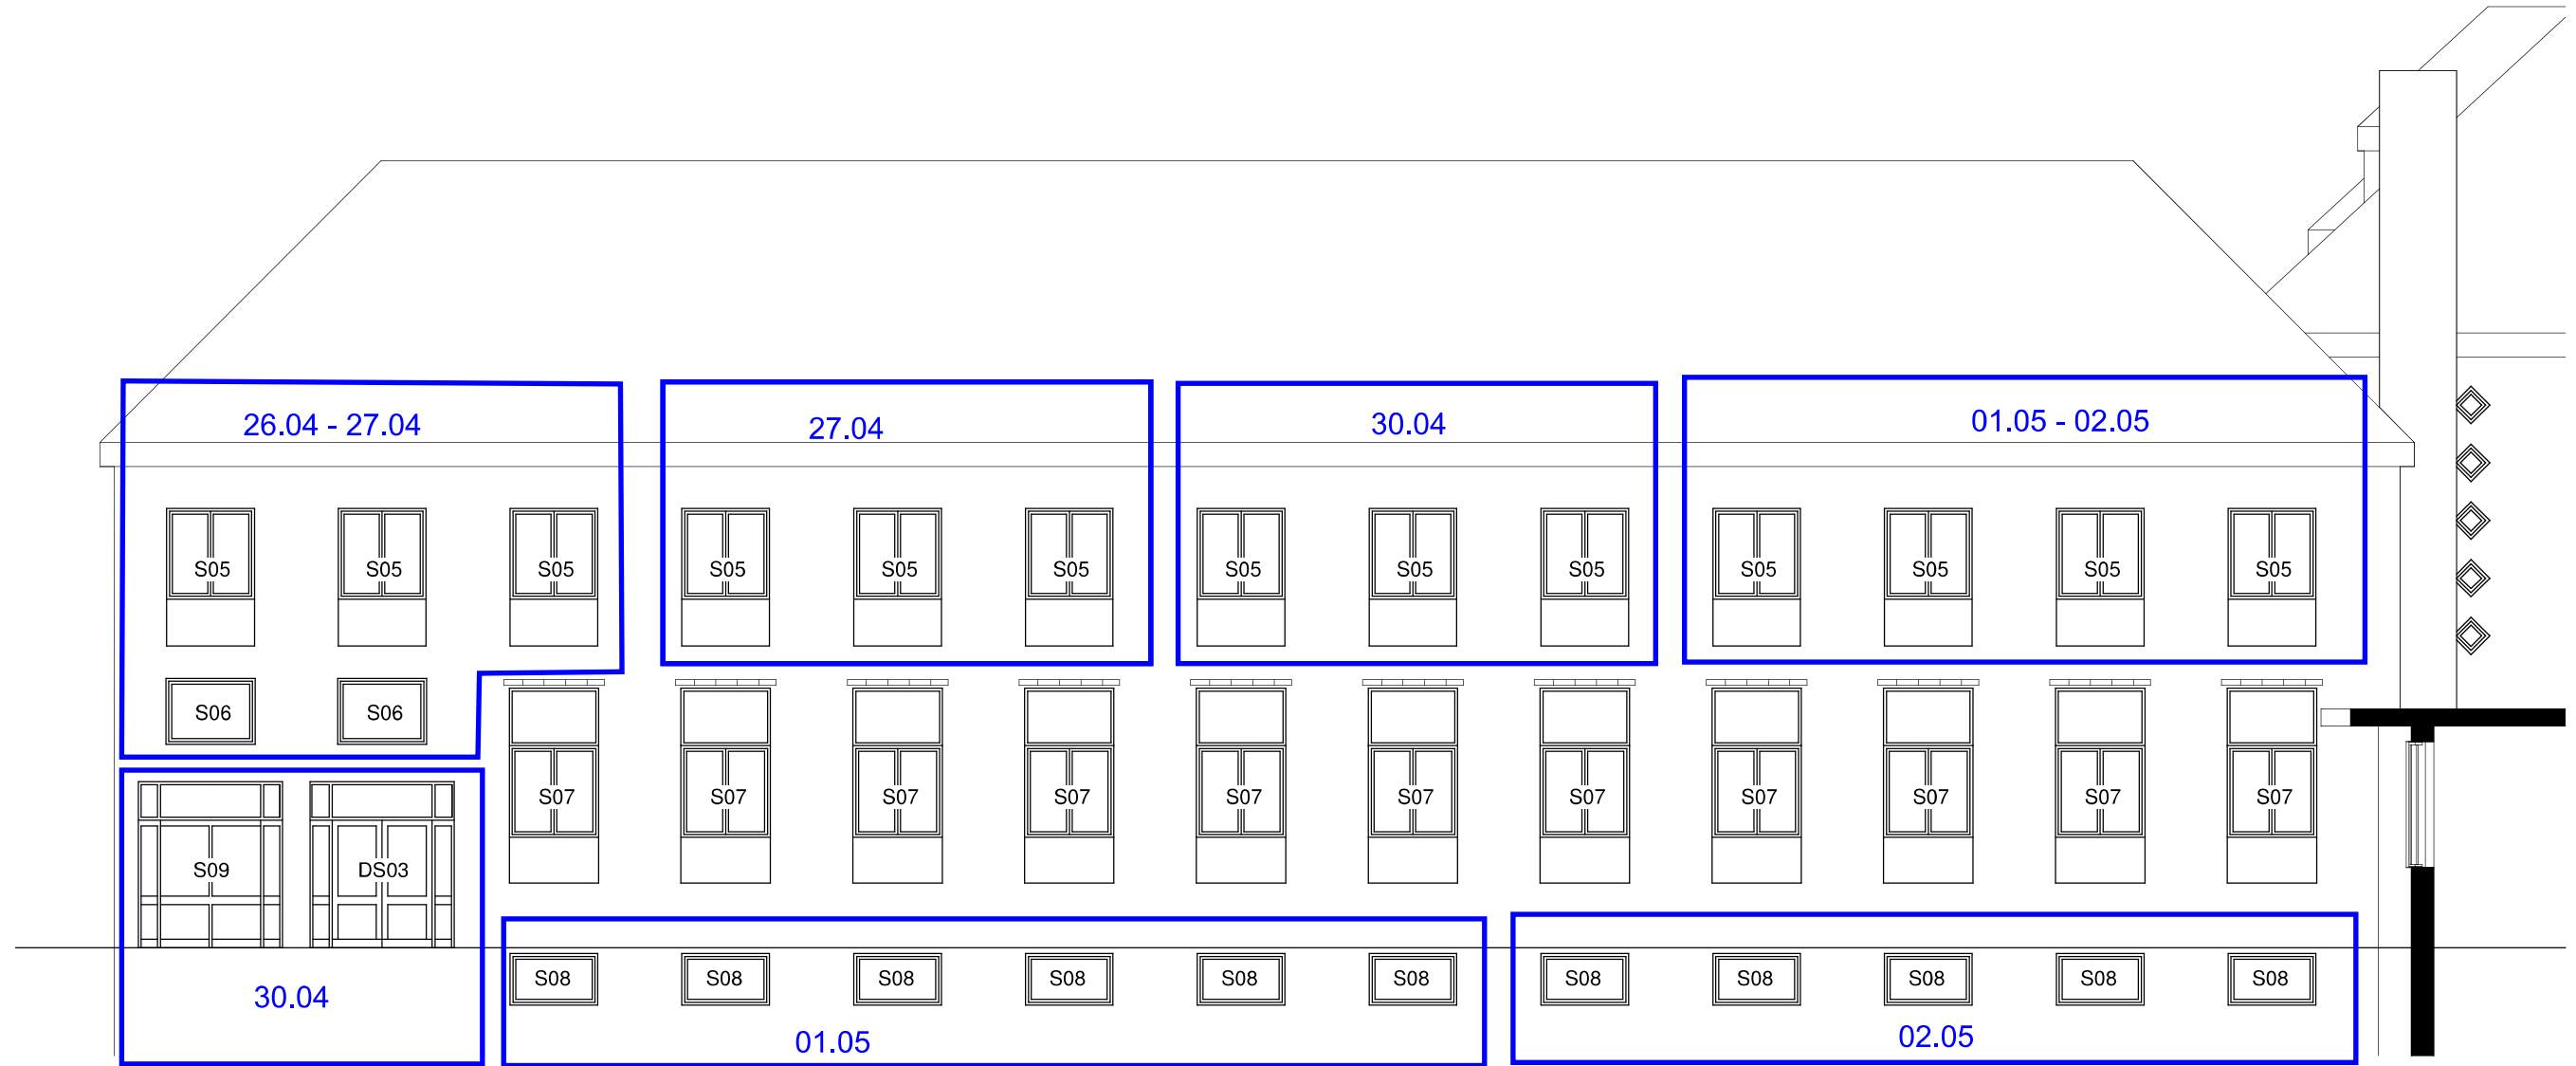 26.04 - 27.04 27.04 30.04 01.05 - 02.05
S05 S05 S05 S05 S05 S05 S05 S05 S05 S05 S05 S05 S05
S06 S06
S07 S07 S07 S07 S07 S07 S07 S07 S07 S07 S07
S09 DS03
S08 S08 S08 S08 S08 S08 S08 S08 S08 S08 S08
30.04
01.05 02.05